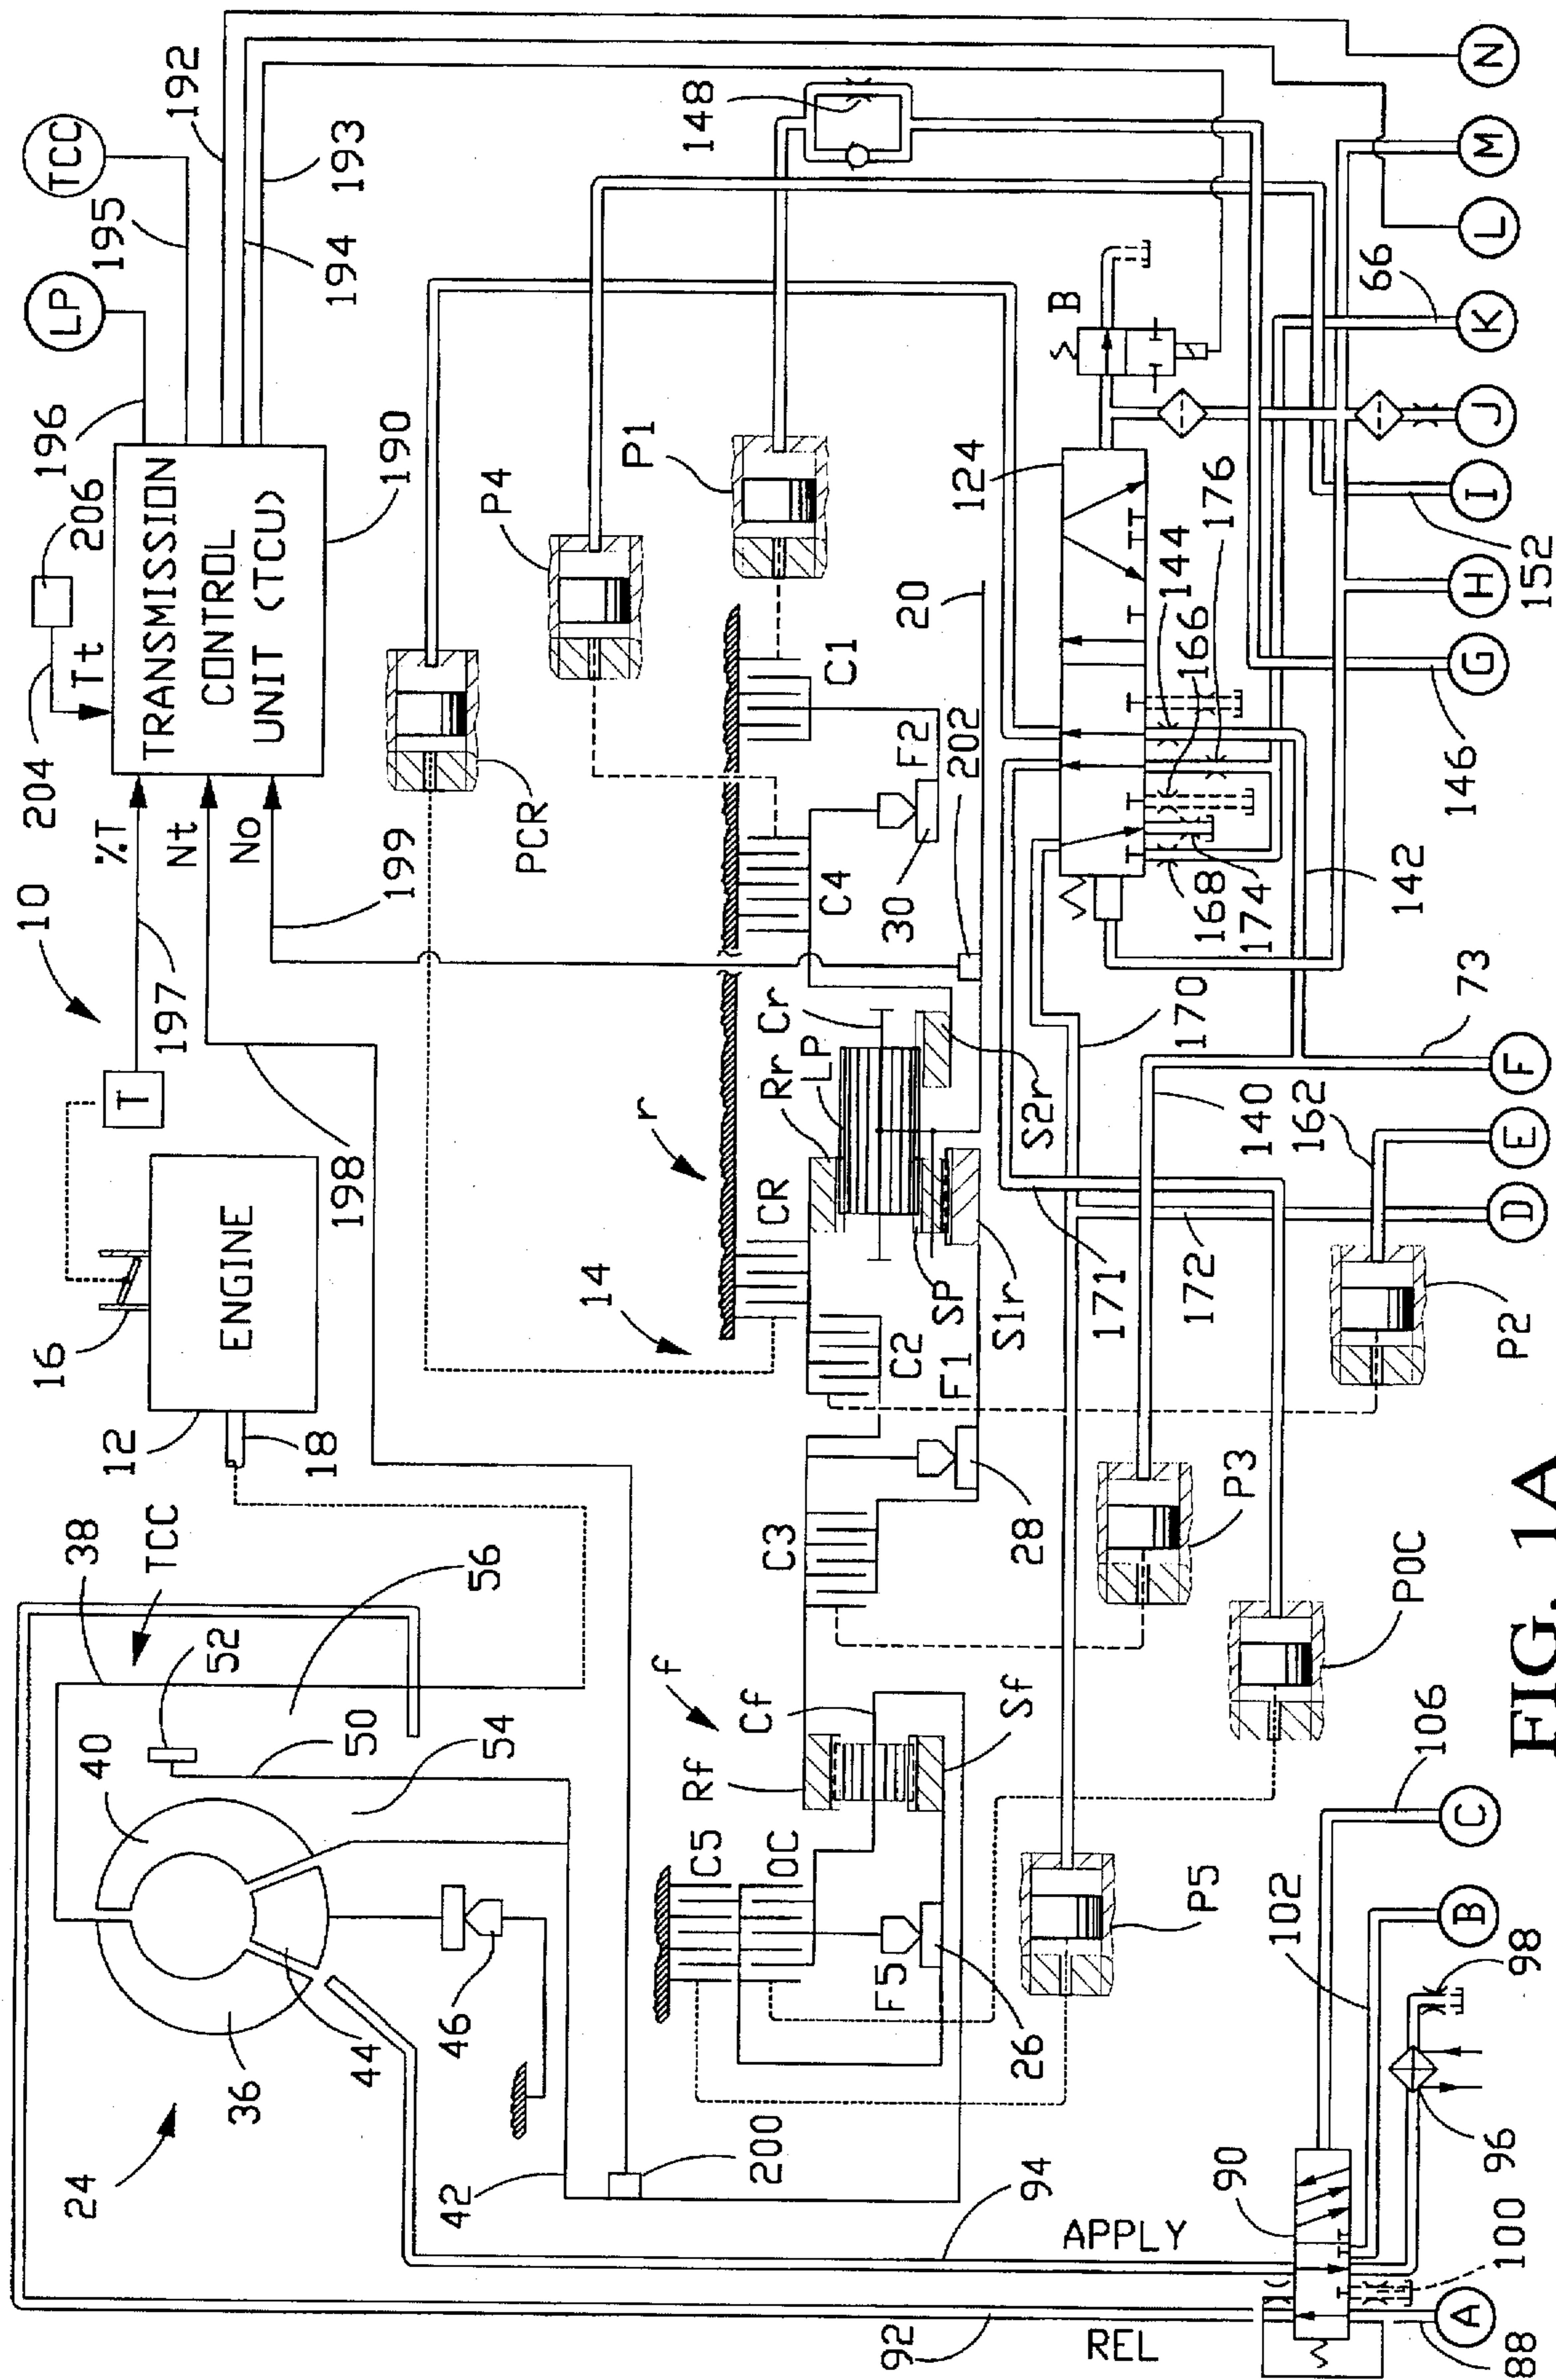 TCC
LP
192
195
196
193
194
206
204
Tt
TRANSMISSION
CONTROL
UNIT (TCU)
190
%T
Nt
No
10
197
199
198
T
ENGINE
16
12
18
38
TCC
56
52
50
54
40
36
44
46
24
42
200
94
92
APPLY
REL
P4
P1
PCR
148
C1
F2
C4
30
20
202
r
CR
Rr
LP
Cr
14
C2
F1
SP
S1r
S2r
C3
28
f
Rf
Cf
Sf
C5
OC
F5
26
P5
P3
POC
P2
B
124
144
166
176
168
174
142
170
171
172
140
162
73
66
152
146
90
96
98
100
102
106
88
A
B
C
D
E
F
G
H
I
J
K
L
M
N
FIG. 1A